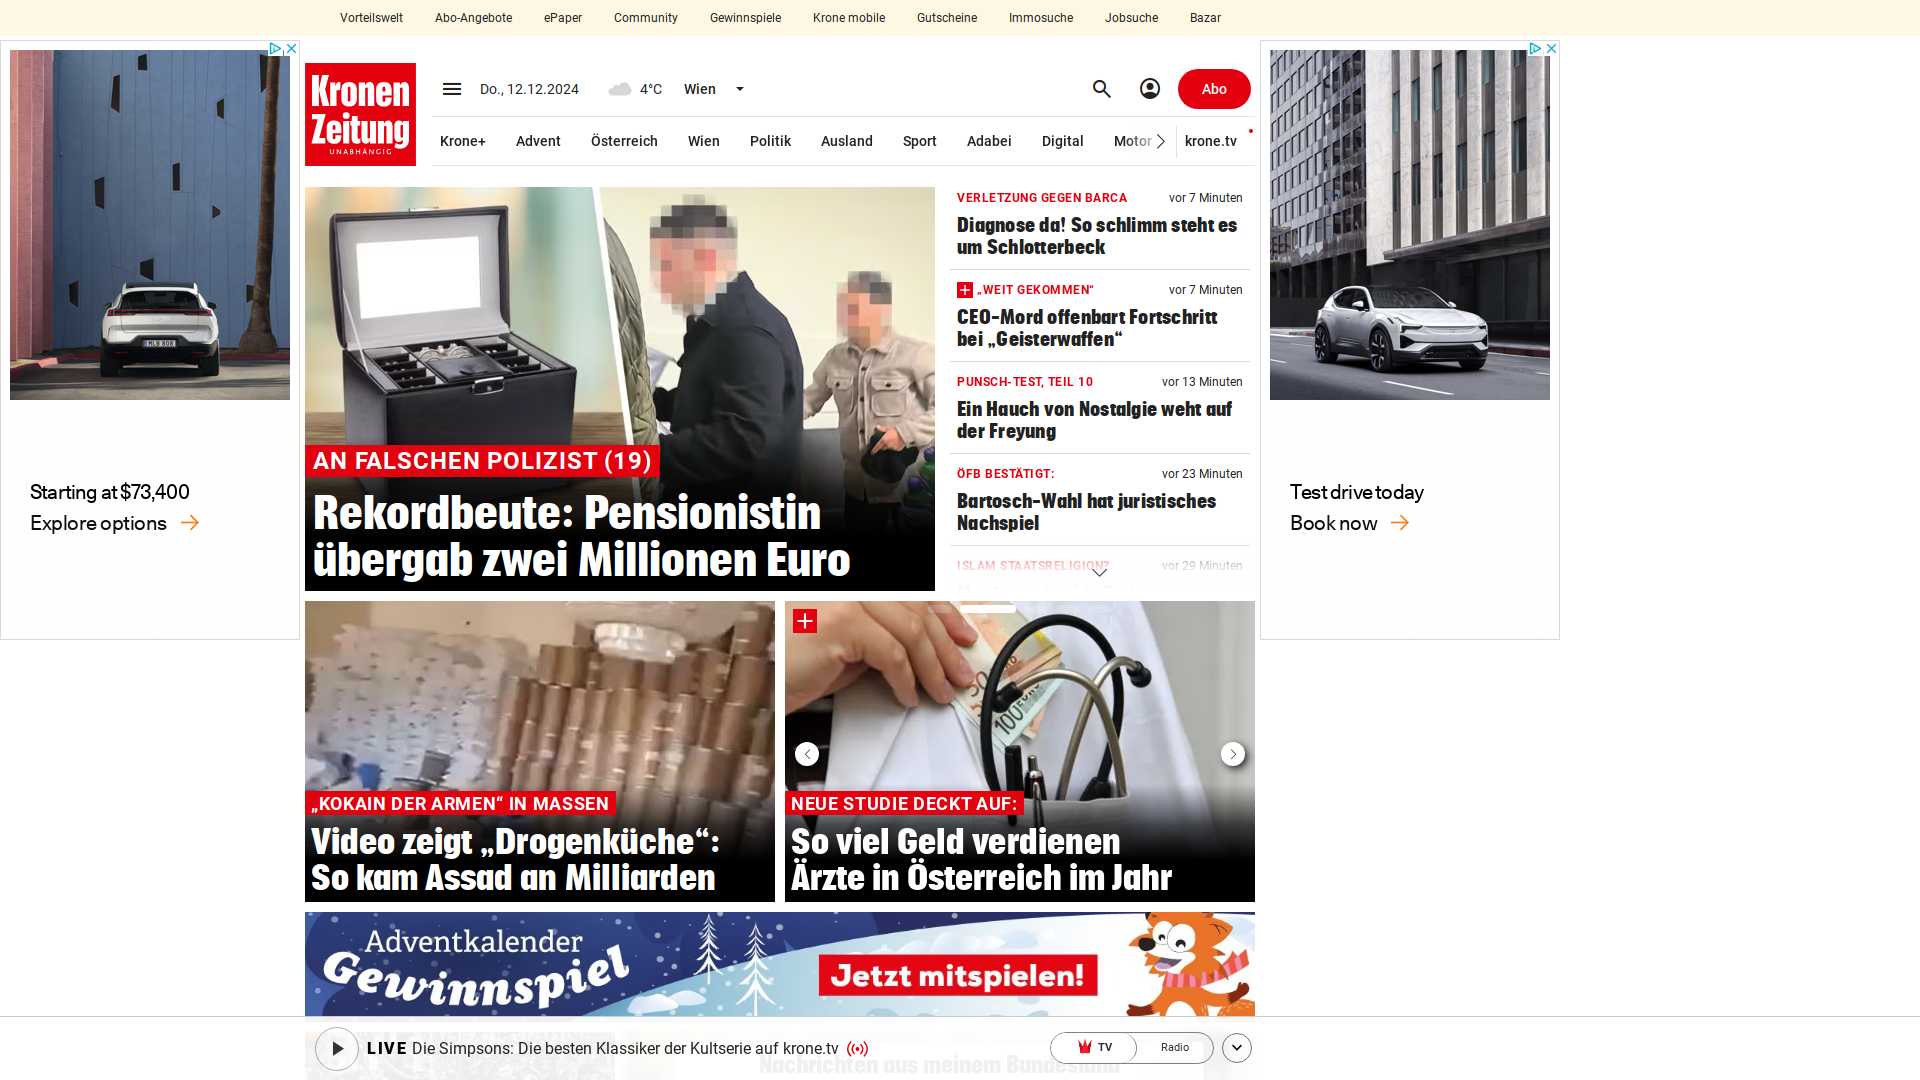 Vorteilswelt Abo-Angebote ePaper Community Gewinnspiele Krone mobile Gutscheine Immosuche Jobsuche Bazar
Kronen
Zeitung
UNABHÄNGIG
Do., 12.12.2024 4°C Wien Abo
Krone+ Advent Österreich Wien Politik Ausland Sport Adabei Digital Motor krone.tv
Starting at $73,400
Explore options
AN FALSCHEN POLIZIST (19)
Rekordbeute: Pensionistin
übergab zwei Millionen Euro
VERLETZUNG GEGEN BARCA vor 7 Minuten
Diagnose da! So schlimm steht es
um Schlotterbeck
„WEIT GEKOMMEN“ vor 7 Minuten
CEO-Mord offenbart Fortschritt
bei „Geisterwaffen“
PUNSCH-TEST, TEIL 10 vor 13 Minuten
Ein Hauch von Nostalgie weht auf
der Freyung
ÖFB BESTÄTIGT: vor 23 Minuten
Bartosch-Wahl hat juristisches
Nachspiel
ISLAM STAATSRELIGION? vor 29 Minuten
Test drive today
Book now
„KOKAIN DER ARMEN“ IN MASSEN
Video zeigt „Drogenküche“:
So kam Assad an Milliarden
NEUE STUDIE DECKT AUF:
So viel Geld verdienen
Ärzte in Österreich im Jahr
Adventkalender
Gewinnspiel
Jetzt mitspielen!
LIVE Die Simpsons: Die besten Klassiker der Kultserie auf krone.tv TV Radio
Nachrichten aus meinem Bundesland